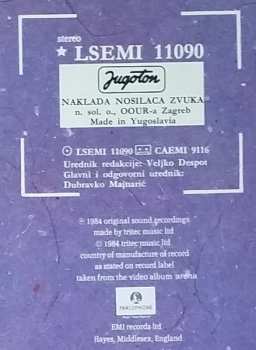 stereo
★ LSEMI 11090
Jugoton
NAKLADA NOSILACA ZVUKA
n. sol. o., OOUR-a Zagreb
Made in Yugoslavia
LSEMI 11090 CAEMI 9116
Urednik redakcije: Veljko Despot
Glavni i odgovorni urednik:
Dubravko Majnarić
℗ 1984 original sound recordings
made by tritec music ltd
© 1984 tritec music ltd
country of manufacture of record
as stated on record label
taken from the video album arena
PARLOPHONE
EMI records ltd
Hayes, Middlesex, England